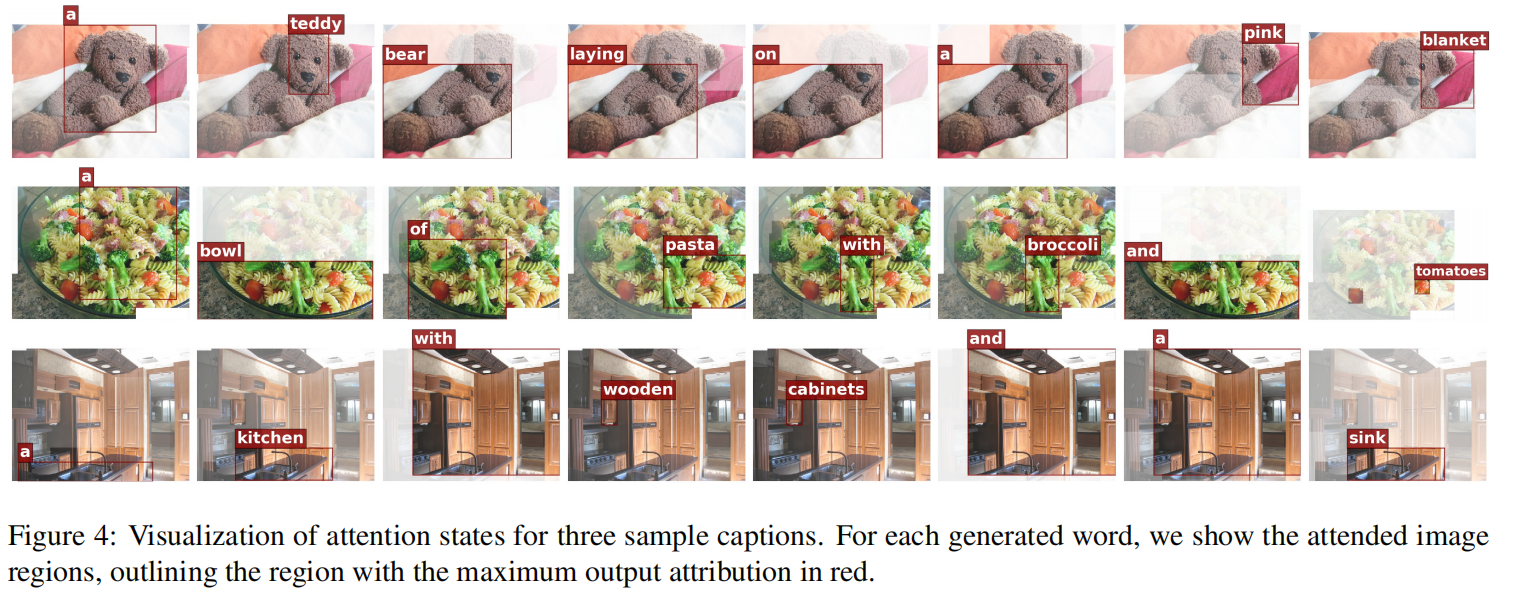 a teddy bear laying on a pink blanket
a bowl of pasta with broccoli and tomatoes
a kitchen with wooden cabinets and a sink
Figure 4: Visualization of attention states for three sample captions. For each generated word, we show the attended image
regions, outlining the region with the maximum output attribution in red.